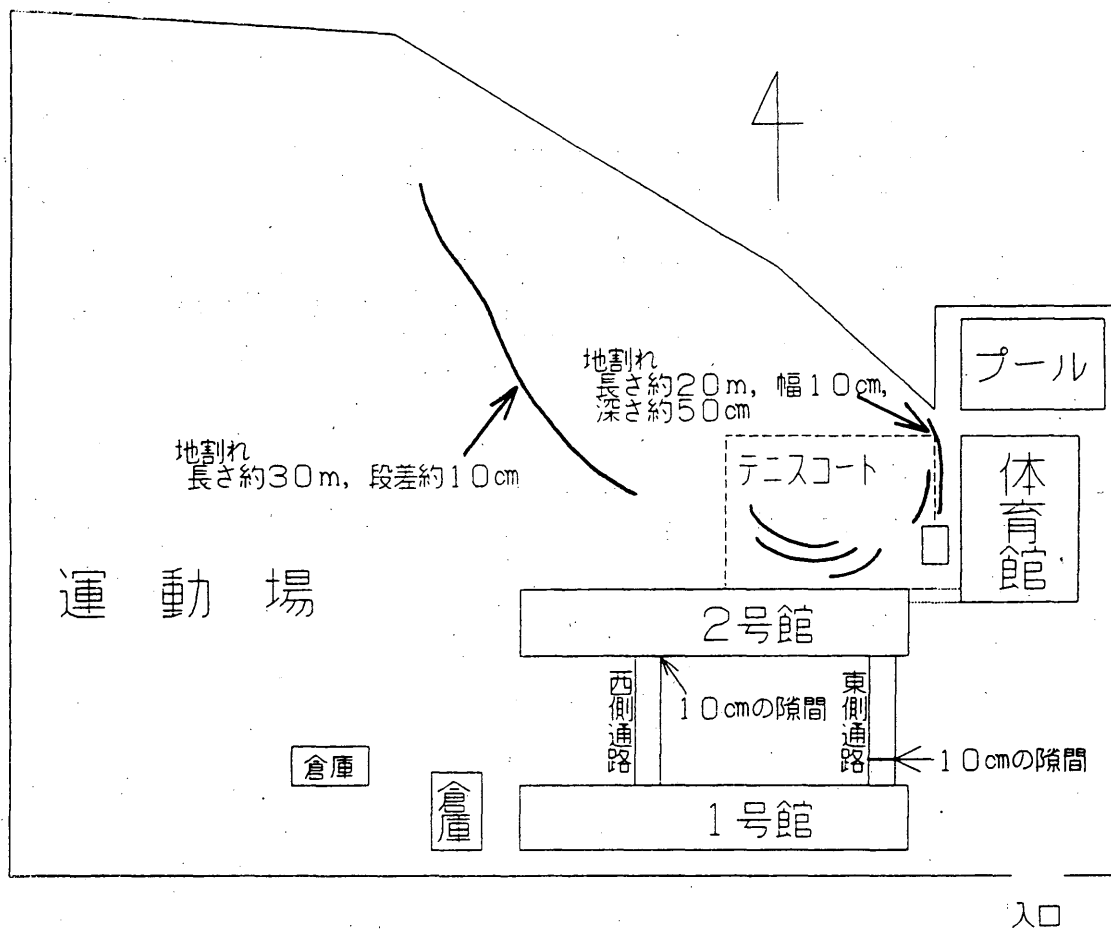 地割れ
長さ約20m，幅10cm，
深さ約50cm
プール
地割れ
長さ約30m，段差約10cm
テニスコート
体育館
運動場
2号館
西側通路
10cmの隙間
東側通路
10cmの隙間
倉庫
倉庫
1号館
入口